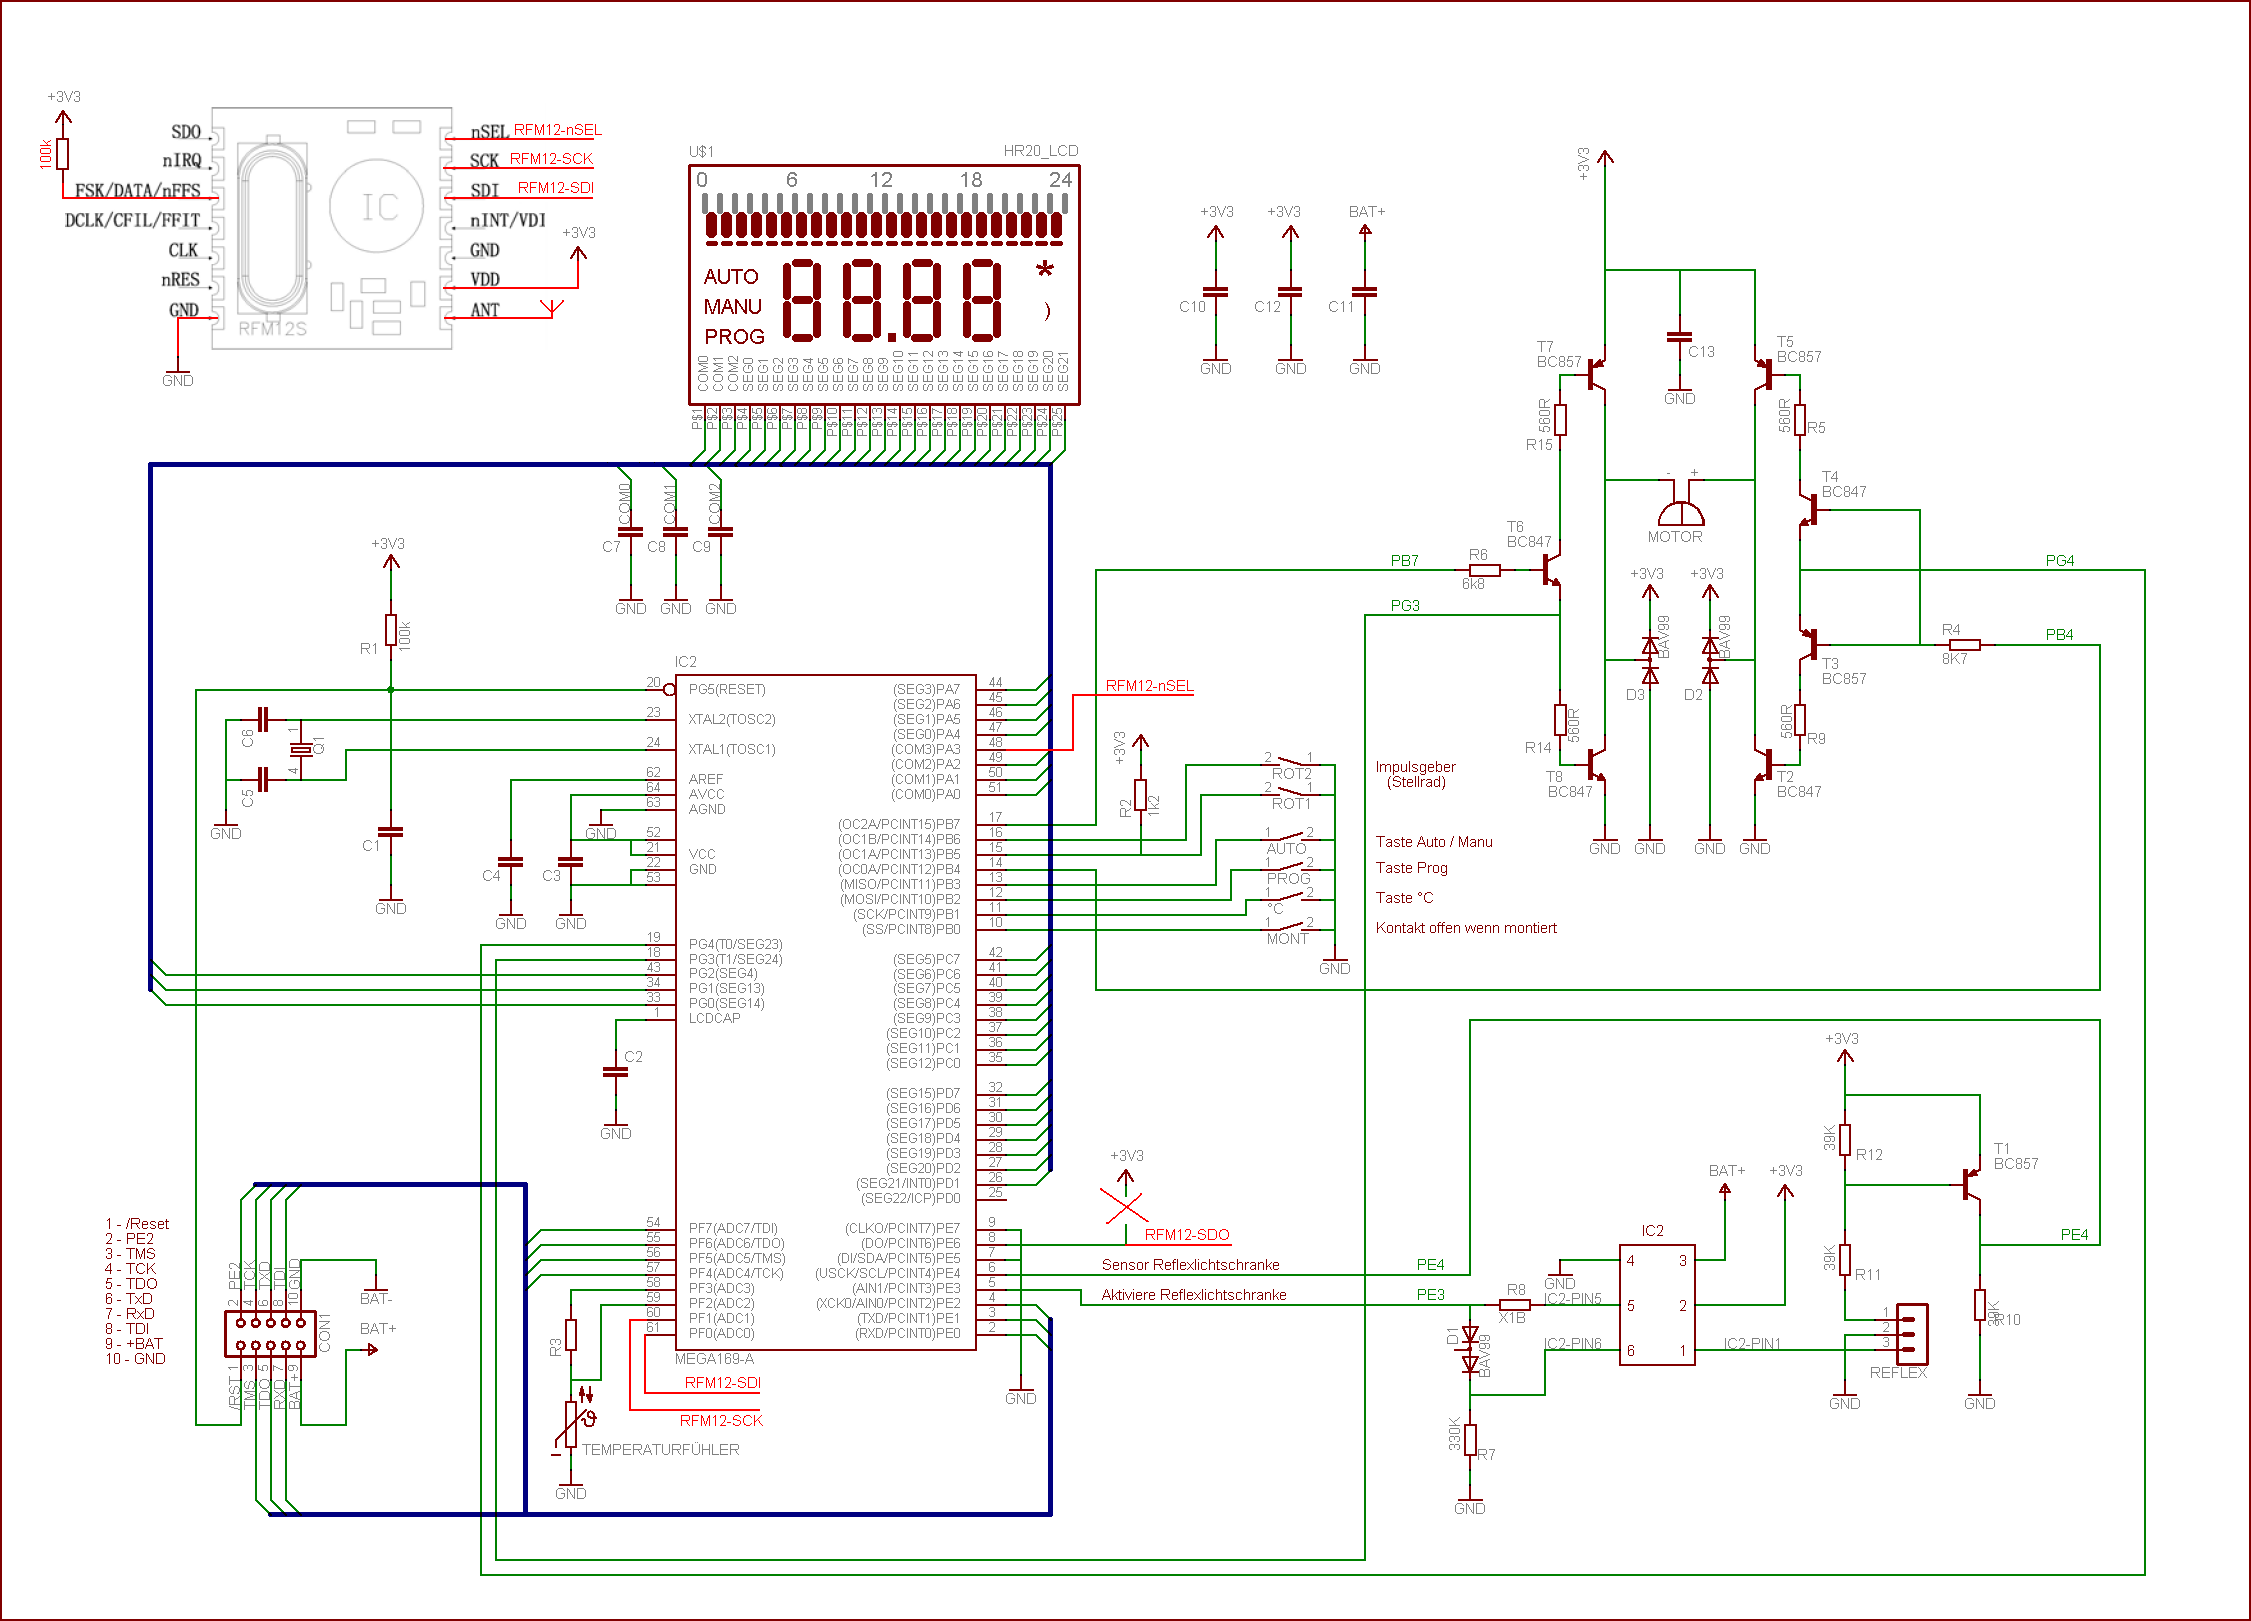 +3V3
100k
SDO
nIRQ
FSK/DATA/nFFS
DCLK/CFIL/FFIT
CLK
nRES
GND
GND
IC
RFM12S
nSEL RFM12-nSEL
SCK RFM12-SCK
SDI RFM12-SDI
nINT/VDI
GND
VDD
ANT
+3V3
U$1
HR20_LCD
0 6 12 18 24
AUTO
MANU
PROG
88.88
*
)
COM0 COM1 COM2 SEG0 SEG1 SEG2 SEG3 SEG4 SEG5 SEG6 SEG7 SEG8 SEG9 SEG10 SEG11 SEG12 SEG13 SEG14 SEG15 SEG16 SEG17 SEG18 SEG19 SEG20 SEG21
P$1 P$2 P$3 P$4 P$5 P$6 P$7 P$8 P$9 P$10 P$11 P$12 P$13 P$14 P$15 P$16 P$17 P$18 P$19 P$20 P$21 P$22 P$23 P$24 P$25
+3V3 +3V3 BAT+
C10 C12 C11
GND GND GND
COM0 COM1 COM2
C7 C8 C9
GND GND GND
+3V3
R1
100k
C6
C5
Q1
1
4
GND
C1
GND
C4
GND
C3
GND
GND
C2
GND
IC2
20 PG5(RESET)
23 XTAL2(TOSC2)
24 XTAL1(TOSC1)
62 AREF
64 AVCC
63 AGND
52
21 VCC
22 GND
53
19 PG4(T0/SEG23)
18 PG3(T1/SEG24)
43 PG2(SEG4)
34 PG1(SEG13)
33 PG0(SEG14)
1 LCDCAP
54 PF7(ADC7/TDI)
55 PF6(ADC6/TDO)
56 PF5(ADC5/TMS)
57 PF4(ADC4/TCK)
58 PF3(ADC3)
59 PF2(ADC2)
60 PF1(ADC1)
61 PF0(ADC0)
MEGA169-A
(SEG3)PA7 44
(SEG2)PA6 45
(SEG1)PA5 46
(SEG0)PA4 47
(COM3)PA3 48
(COM2)PA2 49
(COM1)PA1 50
(COM0)PA0 51
(OC2A/PCINT15)PB7 17
(OC1B/PCINT14)PB6 16
(OC1A/PCINT13)PB5 15
(OC0A/PCINT12)PB4 14
(MISO/PCINT11)PB3 13
(MOSI/PCINT10)PB2 12
(SCK/PCINT9)PB1 11
(SS/PCINT8)PB0 10
(SEG5)PC7 42
(SEG6)PC6 41
(SEG7)PC5 40
(SEG8)PC4 39
(SEG9)PC3 38
(SEG10)PC2 37
(SEG11)PC1 36
(SEG12)PC0 35
(SEG15)PD7 32
(SEG16)PD6 31
(SEG17)PD5 30
(SEG18)PD4 29
(SEG19)PD3 28
(SEG20)PD2 27
(SEG21/INT0)PD1 26
(SEG22/ICP)PD0 25
(CLKO/PCINT7)PE7 9
(DO/PCINT6)PE6 8
(DI/SDA/PCINT5)PE5 7
(USCK/SCL/PCINT4)PE4 6
(AIN1/PCINT3)PE3 5
(XCK0/AIN0/PCINT2)PE2 4
(TXD/PCINT1)PE1 3
(RXD/PCINT0)PE0 2
RFM12-nSEL
+3V3
R2
1k2
2 1
ROT2
2 1
ROT1
1 2
AUTO
1 2
PROG
1 2
°C
1 2
MONT
GND
Impulsgeber
(Stellrad)
Taste Auto / Manu
Taste Prog
Taste °C
Kontakt offen wenn montiert
+3V3
T7
BC857
C13
GND
T5
BC857
560R
R15
560R
R5
T6
BC847
T4
BC847
- +
MOTOR
PB7
R6
6k8
PG3
PG4
PB4
R4
8K7
+3V3 +3V3
BAV99 BAV99
D3 D2
T3
BC857
R14
560R
560R
R9
T8
BC847
T2
BC847
GND GND GND GND
+3V3
RFM12-SDO
Sensor Reflexlichtschranke
PE4
Aktiviere Reflexlichtschranke
PE3
GND
R8
X1B
D1
BAV99
330K
R7
GND
IC2
4 3
5 2
6 1
GND
IC2-PIN5
IC2-PIN6
IC2-PIN1
BAT+ +3V3
+3V3
39K
R12
39K
R11
T1
BC857
PE4
R10
1
2
3
REFLEX
GND GND
1 - /Reset
2 - PE2
3 - TMS
4 - TCK
5 - TDO
6 - TxD
7 - RxD
8 - TDI
9 - +BAT
10 - GND
PE2 TCK TXD TDI GND
2 4 6 8 10
CON1
1 3 5 7 9
/RST TMS TDO RXD BAT+
BAT-
BAT+
R3
RFM12-SDI
RFM12-SCK
ϑ
TEMPERATURFÜHLER
GND